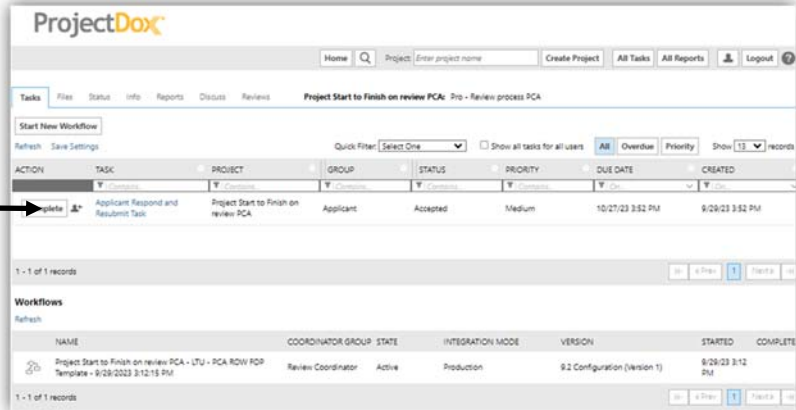 ProjectDox
Home Project: Enter project name Create Project All Tasks All Reports Logout ?
Tasks Files Status Info Reports Discuss Reviews Project Start to Finish on review PCA: Pro - Review process PCA
Start New Workflow
Refresh Save Settings Quick Filter: Select One Show all tasks for all users All Overdue Priority Show 13 records
ACTION TASK PROJECT GROUP STATUS PRIORITY DUE DATE CREATED
Contains... Contains... Contains... Contains... Contains... On... On...
mplete Applicant Respond and Project Start to Finish on Applicant Accepted Medium 10/27/23 3:52 PM 9/29/23 3:52 PM
Resubmit Task review PCA
1 - 1 of 1 records Prev 1 Next
Workflows
Refresh
NAME COORDINATOR GROUP STATE INTEGRATION MODE VERSION STARTED COMPLETE
Project Start to Finish on review PCA - LTU - PCA ROW FOP Review Coordinator Active Production 9.2 Configuration (Version 1) 9/29/23 3:12
Template - 9/29/2023 3:12:15 PM PM
1 - 1 of 1 records Prev 1 Next